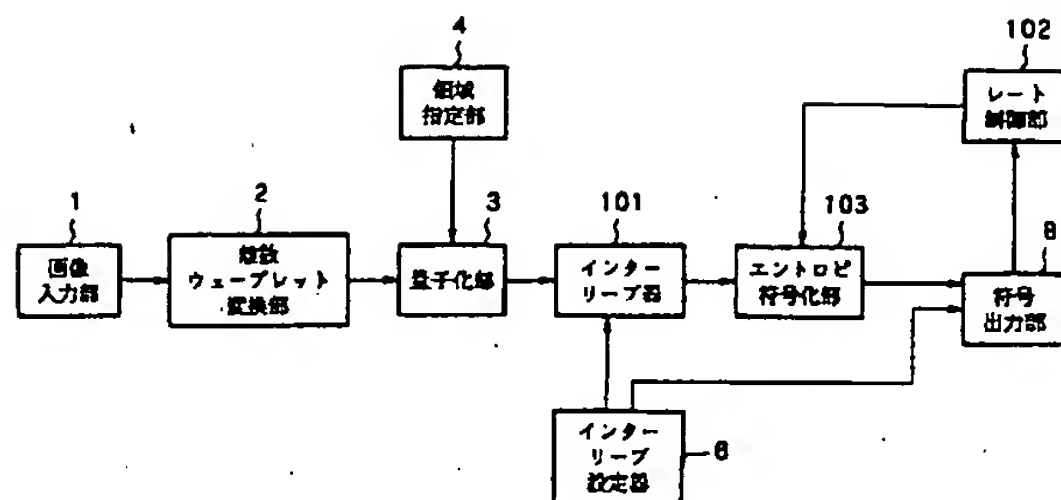 4
領域
指定部
102
レート
制御部
1
画像
入力部
2
離散
ウェーブレット
変換部
3
量子化部
101
インター
リーブ器
103
エントロピ
符号化部
8
符号
出力部
インター
リーブ
設定器
6